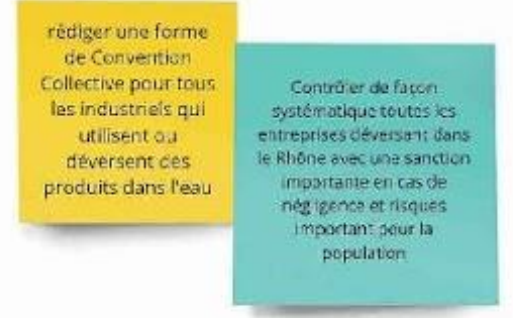 rédiger une forme
de Convention
Collective pour tous
les industriels qui
utilisent ou
déversent des
produits dans l'eau
Contrôler de façon
systématique toutes les
entreprises déversant dans
le Rhône avec une sanction
importante en cas de
négligence et risques
important pour la
population